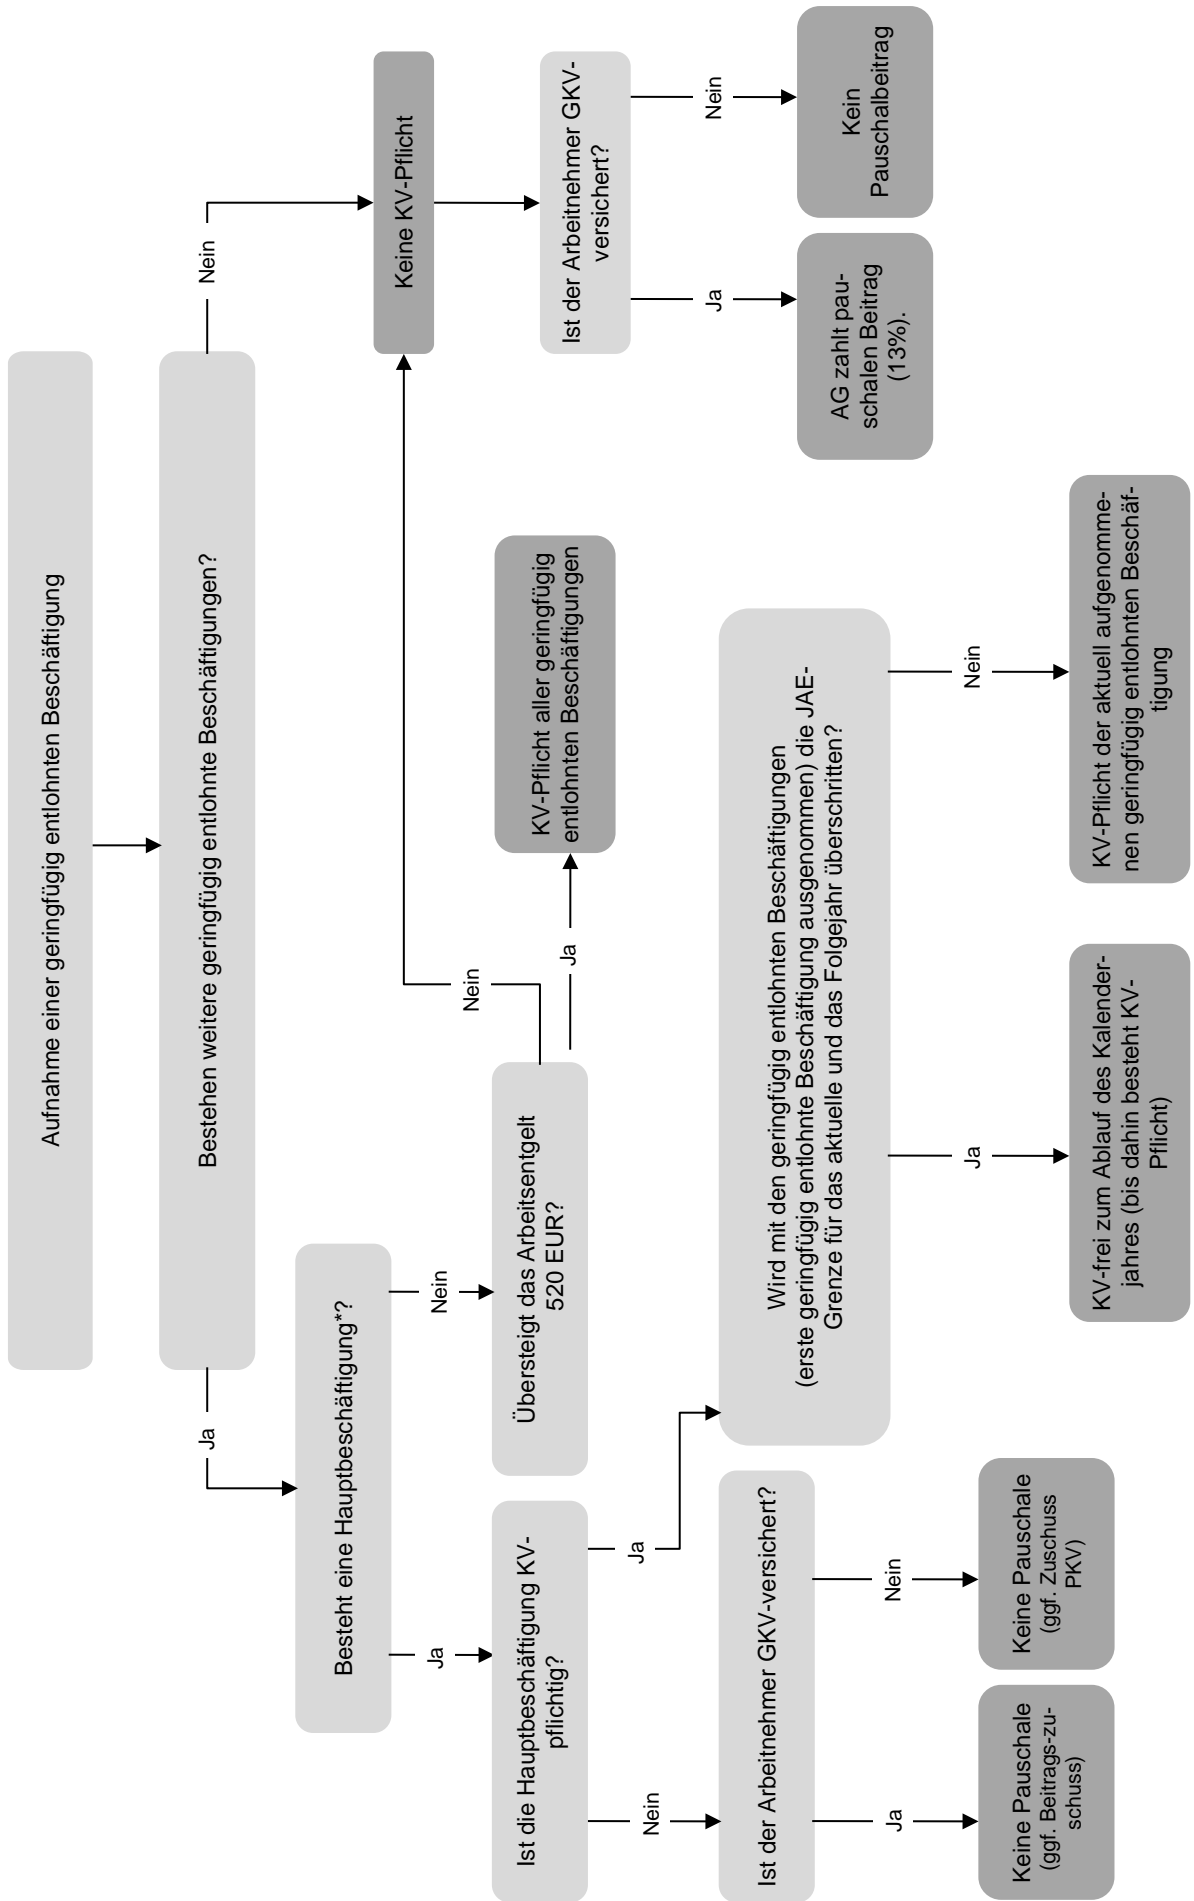 Aufnahme einer geringfügig entlohnten Beschäftigung
Bestehen weitere geringfügig entlohnte Beschäftigungen?
Ja
Nein
Besteht eine Hauptbeschäftigung*?
Keine KV-Pflicht
Ja
Nein
Nein
Ja
Ist die Hauptbeschäftigung KV-
pflichtig?
Übersteigt das Arbeitsentgelt
520 EUR?
KV-Pflicht aller geringfügig
entlohnten Beschäftigungen
Ist der Arbeitnehmer GKV-
versichert?
Nein
Ja
Ja
Nein
Ist der Arbeitnehmer GKV-versichert?
Wird mit den geringfügig entlohnten Beschäftigungen
(erste geringfügig entlohnte Beschäftigung ausgenommen) die JAE-
Grenze für das aktuelle und das Folgejahr überschritten?
AG zahlt pau-
schalen Beitrag
(13%).
Kein
Pauschalbeitrag
Ja
Nein
Ja
Nein
Keine Pauschale
(ggf. Beitrags-zu-
schuss)
Keine Pauschale
(ggf. Zuschuss
PKV)
KV-frei zum Ablauf des Kalender-
jahres (bis dahin besteht KV-
Pflicht)
KV-Pflicht der aktuell aufgenomme-
nen geringfügig entlohnten Beschäf-
tigung